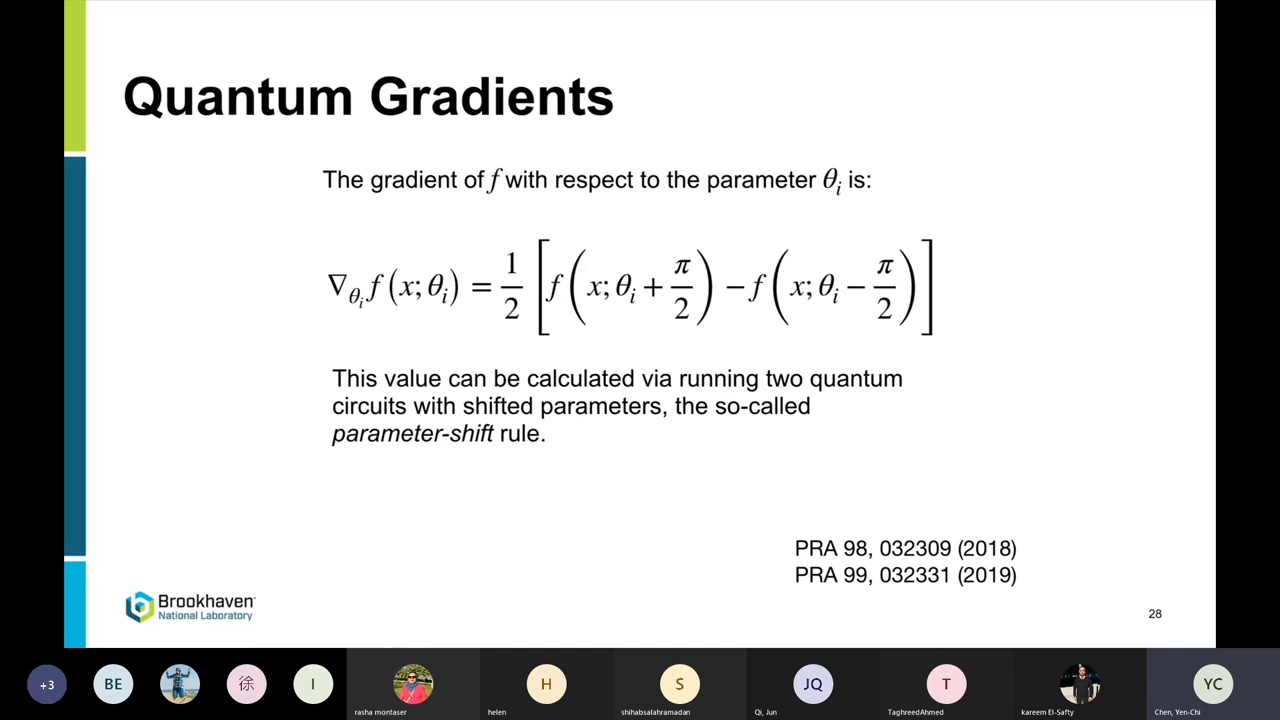 Quantum Gradients
The gradient of f with respect to the parameter θᵢ is:
∇_{θᵢ} f(x; θᵢ) = 1/2 [ f(x; θᵢ + π/2) − f(x; θᵢ − π/2) ]
This value can be calculated via running two quantum
circuits with shifted parameters, the so-called
parameter-shift rule.
PRA 98, 032309 (2018)
PRA 99, 032331 (2019)
Brookhaven
National Laboratory
28
+3
BE
徐
I
H
S
JQ
T
YC
rasha montaser
helen
shihabsalahramadan
Qi, Jun
TaghreedAhmed
kareem El-Safty
Chen, Yen-Chi